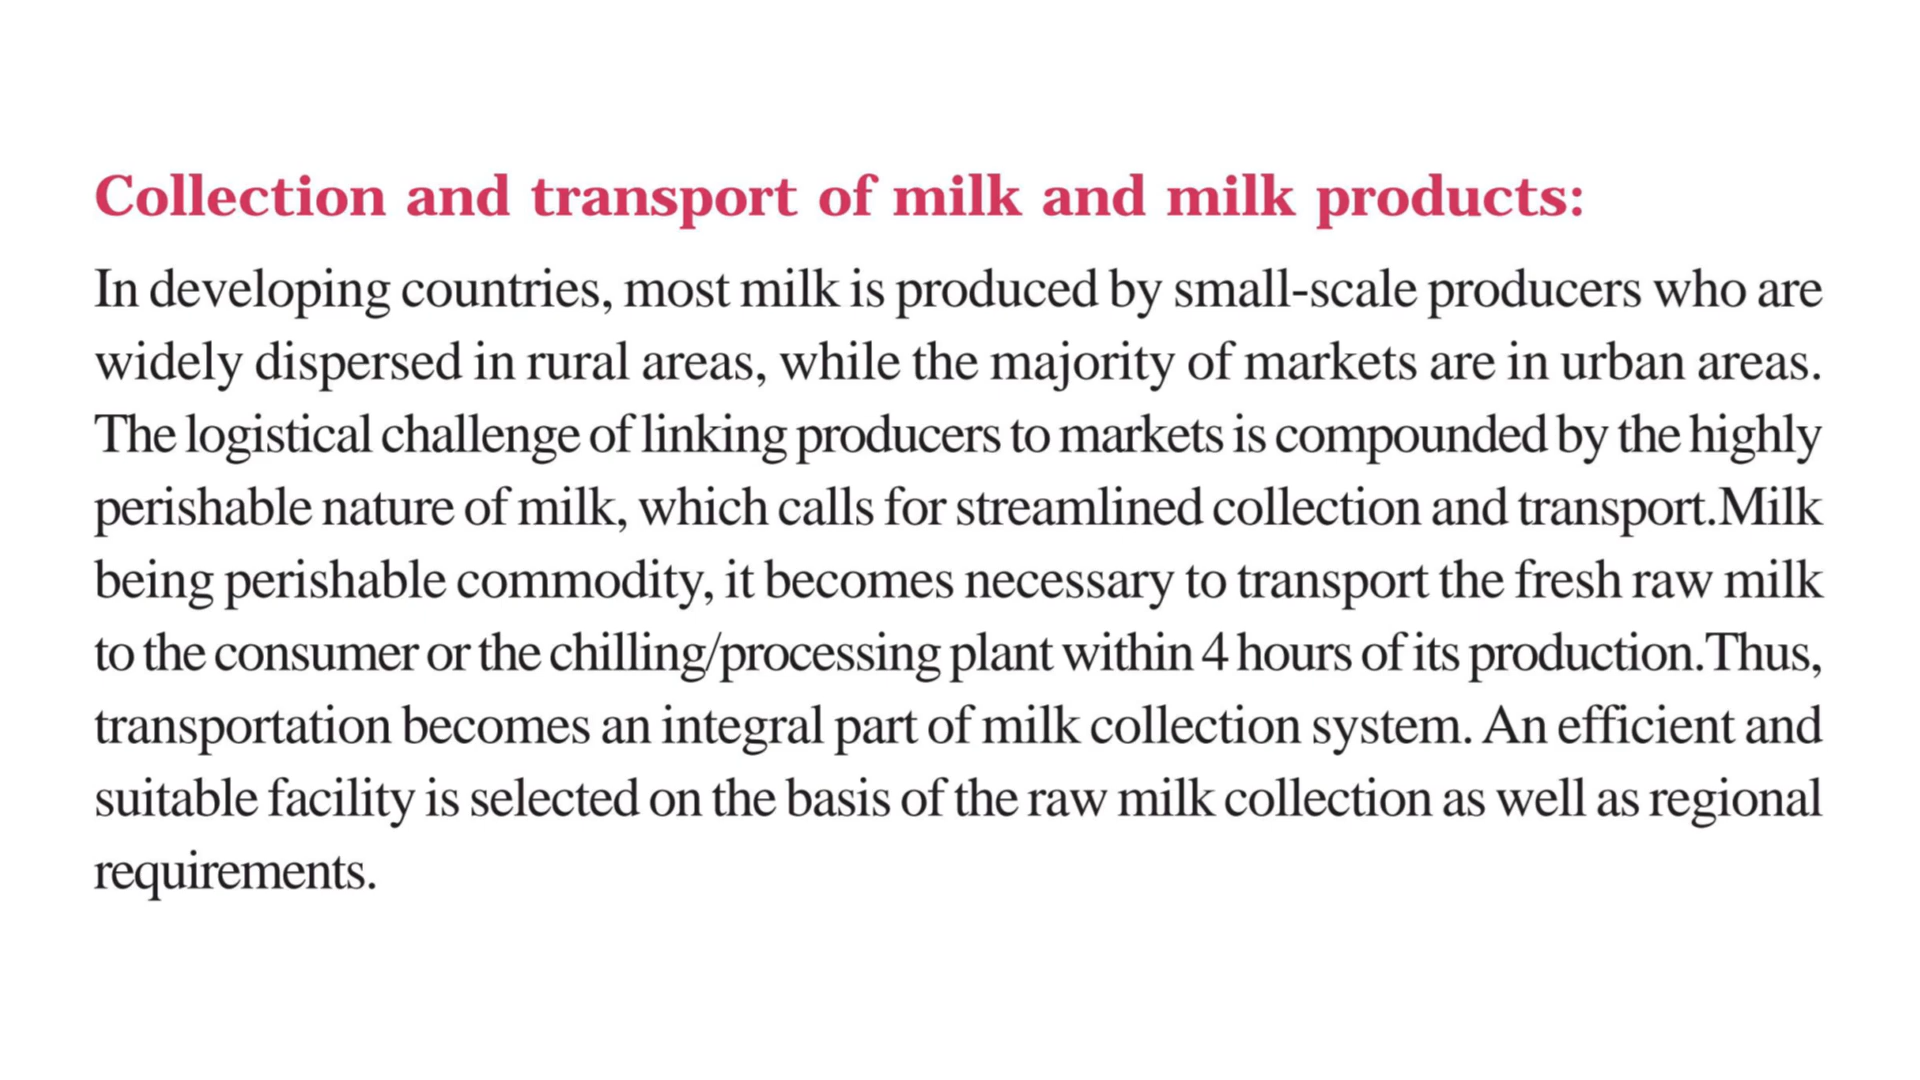 Collection and transport of milk and milk products:
In developing countries, most milk is produced by small-scale producers who are
widely dispersed in rural areas, while the majority of markets are in urban areas.
The logistical challenge of linking producers to markets is compounded by the highly
perishable nature of milk, which calls for streamlined collection and transport.Milk
being perishable commodity, it becomes necessary to transport the fresh raw milk
to the consumer or the chilling/processing plant within 4 hours of its production.Thus,
transportation becomes an integral part of milk collection system. An efficient and
suitable facility is selected on the basis of the raw milk collection as well as regional
requirements.